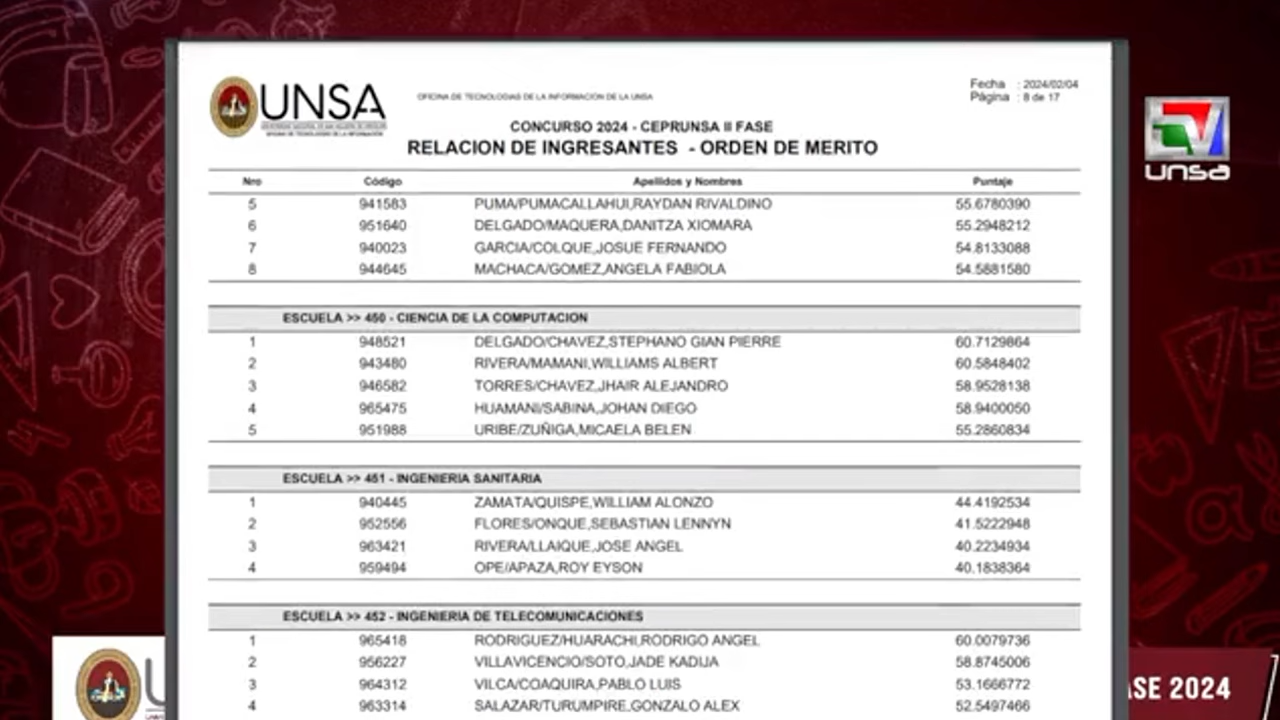 UNSA
OFICINA DE TECNOLOGIAS DE LA INFORMACION DE LA UNSA
Fecha : 2024/02/04
Página : 8 de 17
CONCURSO 2024 - CEPRUNSA II FASE
RELACION DE INGRESANTES - ORDEN DE MERITO
Nro Código Apellidos y Nombres Puntaje
5 941583 PUMA/PUMACALLAHUI,RAYDAN RIVALDINO 55.6780390
6 951640 DELGADO/MAQUERA,DANITZA XIOMARA 55.2948212
7 940023 GARCIA/COLQUE,JOSUE FERNANDO 54.8133088
8 944645 MACHACA/GOMEZ,ANGELA FABIOLA 54.5881580
ESCUELA >> 450 - CIENCIA DE LA COMPUTACION
1 948521 DELGADO/CHAVEZ,STEPHANO GIAN PIERRE 60.7129864
2 943480 RIVERA/MAMANI,WILLIAMS ALBERT 60.5848402
3 946582 TORRES/CHAVEZ,JHAIR ALEJANDRO 58.9528138
4 965475 HUAMANI/SABINA,JOHAN DIEGO 58.9400050
5 951988 URIBE/ZUÑIGA,MICAELA BELEN 55.2860834
ESCUELA >> 451 - INGENIERIA SANITARIA
1 940445 ZAMATA/QUISPE,WILLIAM ALONZO 44.4192534
2 952556 FLORES/ONQUE,SEBASTIAN LENNYN 41.5222948
3 963421 RIVERA/LLAIQUE,JOSE ANGEL 40.2234934
4 959494 OPE/APAZA,ROY EYSON 40.1838364
ESCUELA >> 452 - INGENIERIA DE TELECOMUNICACIONES
1 965418 RODRIGUEZ/HUARACHI,RODRIGO ANGEL 60.0079736
2 956227 VILLAVICENCIO/SOTO,JADE KADIJA 58.8745006
3 964312 VILCA/COAQUIRA,PABLO LUIS 53.1666772
4 963314 SALAZAR/TURUMPIRE,GONZALO ALEX 52.5497466
TV
unsa
ASE 2024